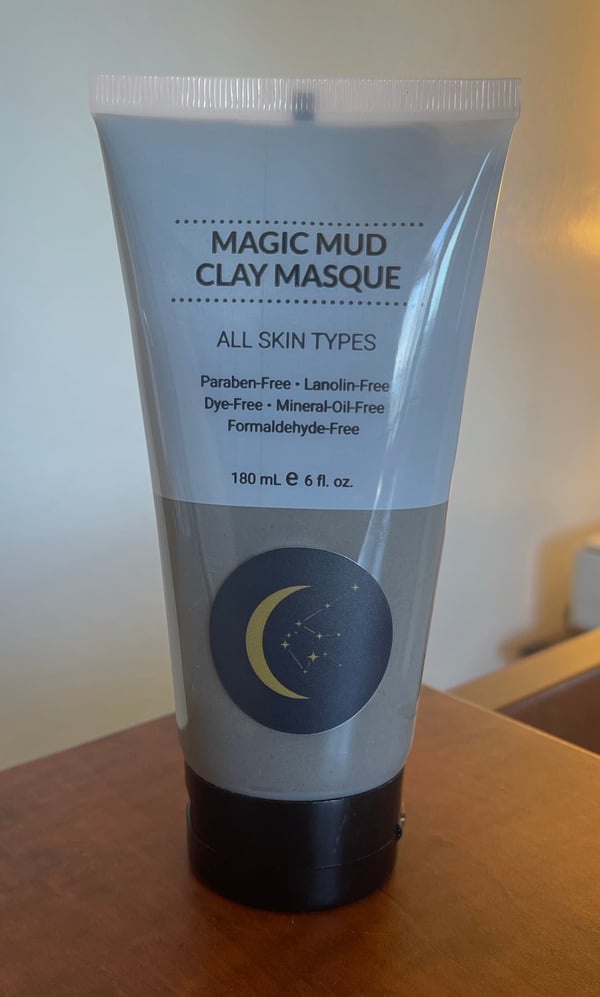 MAGIC MUD
CLAY MASQUE
ALL SKIN TYPES
Paraben-Free • Lanolin-Free
Dye-Free • Mineral-Oil-Free
Formaldehyde-Free
180 mL ℮ 6 fl. oz.